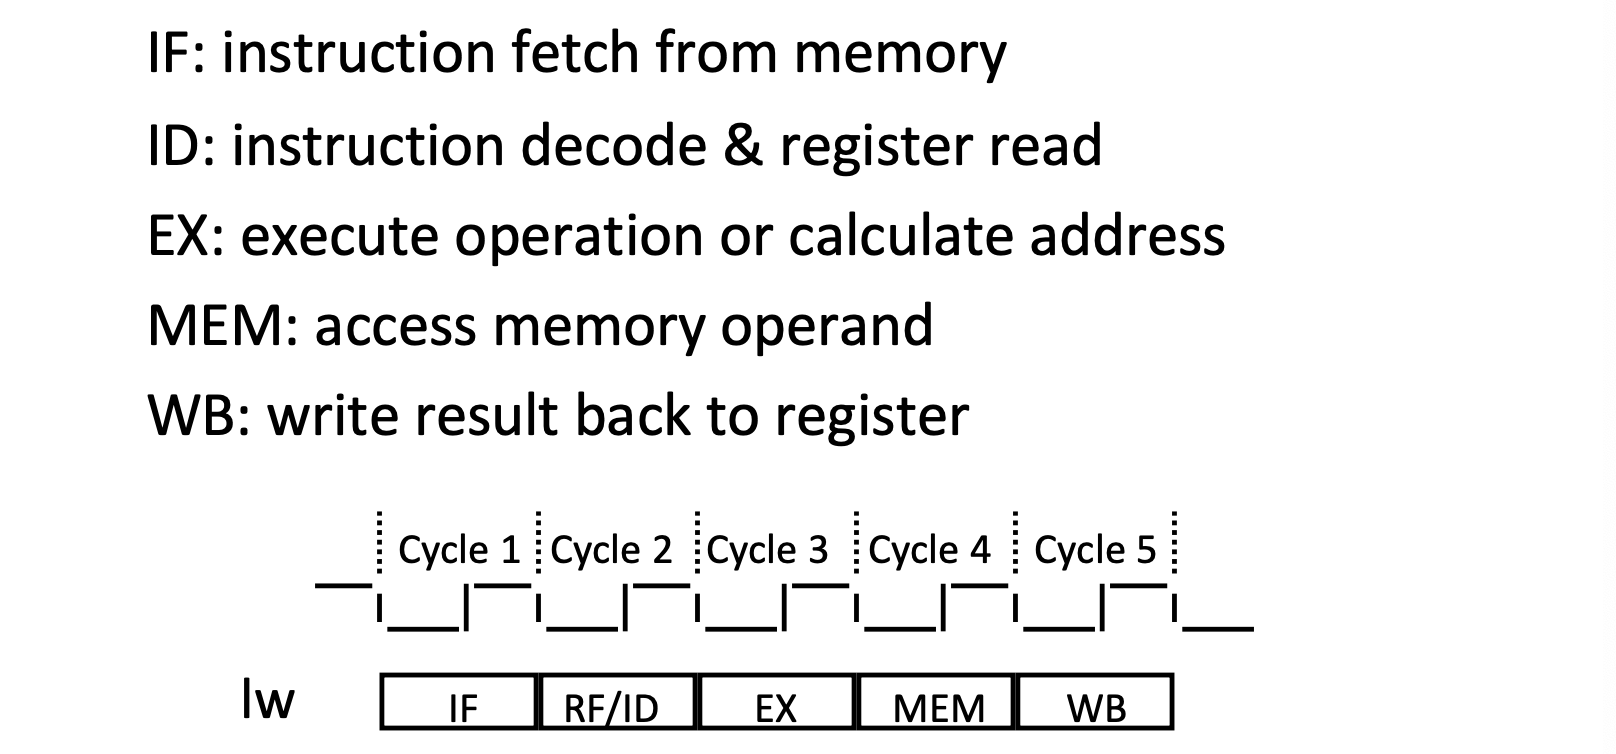 IF: instruction fetch from memory
ID: instruction decode & register read
EX: execute operation or calculate address
MEM: access memory operand
WB: write result back to register
Cycle 1 Cycle 2 Cycle 3 Cycle 4 Cycle 5
lw IF RF/ID EX MEM WB